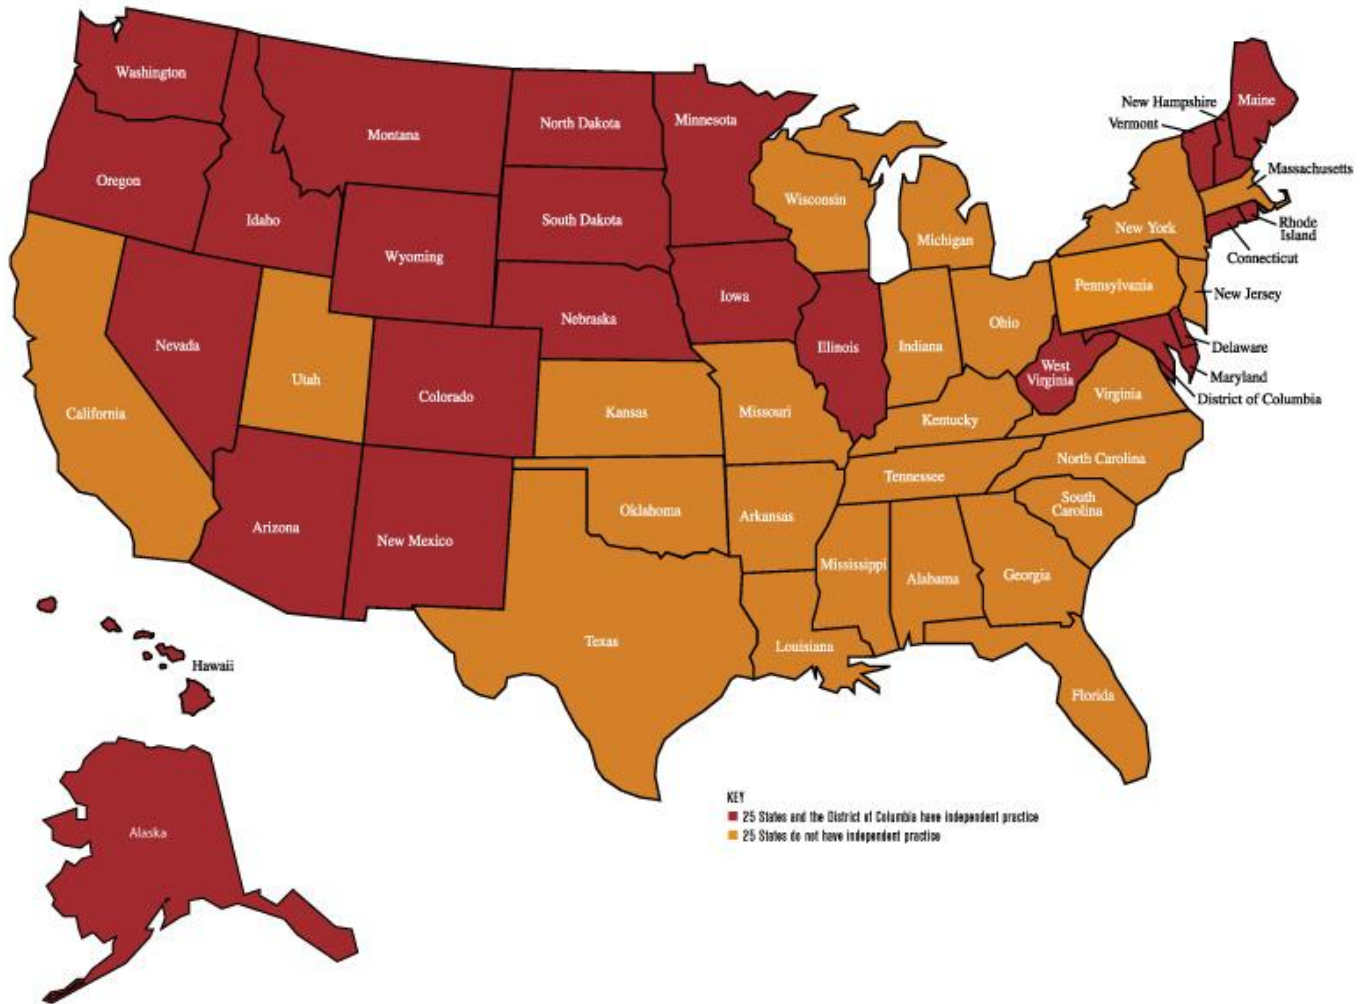 Washington
Montana
North Dakota
Minnesota
New Hampshire
Maine
Vermont
Oregon
Idaho
Wyoming
South Dakota
Wisconsin
Michigan
New York
Massachusetts
Rhode
Island
Connecticut
Nevada
Utah
Colorado
Nebraska
Iowa
Illinois
Indiana
Ohio
Pennsylvania
New Jersey
Delaware
Maryland
District of Columbia
West
Virginia
Virginia
California
Kansas
Missouri
Kentucky
Arizona
New Mexico
Oklahoma
Arkansas
Tennessee
North Carolina
South
Carolina
Texas
Louisiana
Mississippi
Alabama
Georgia
Florida
Hawaii
Alaska
KEY
25 States and the District of Columbia have independent practice
25 States do not have independent practice